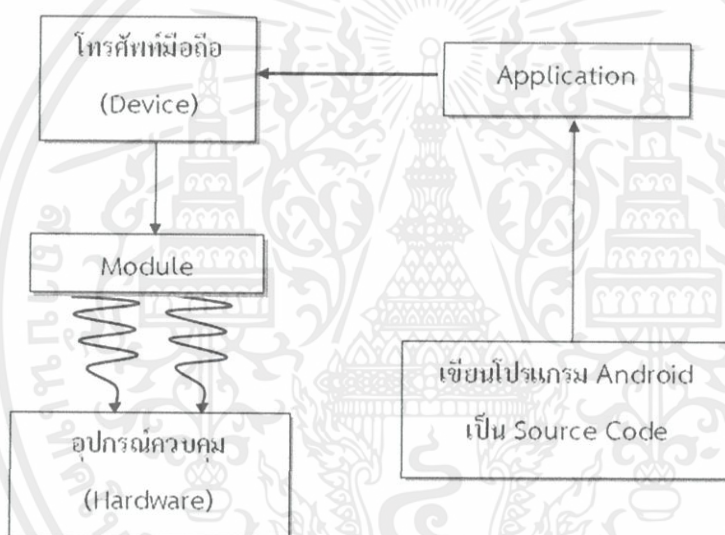 โทรศัพท์มือถือ
(Device)
Application
Module
เขียนโปรแกรม Android
เป็น Source Code
อุปกรณ์ควบคุม
(Hardware)